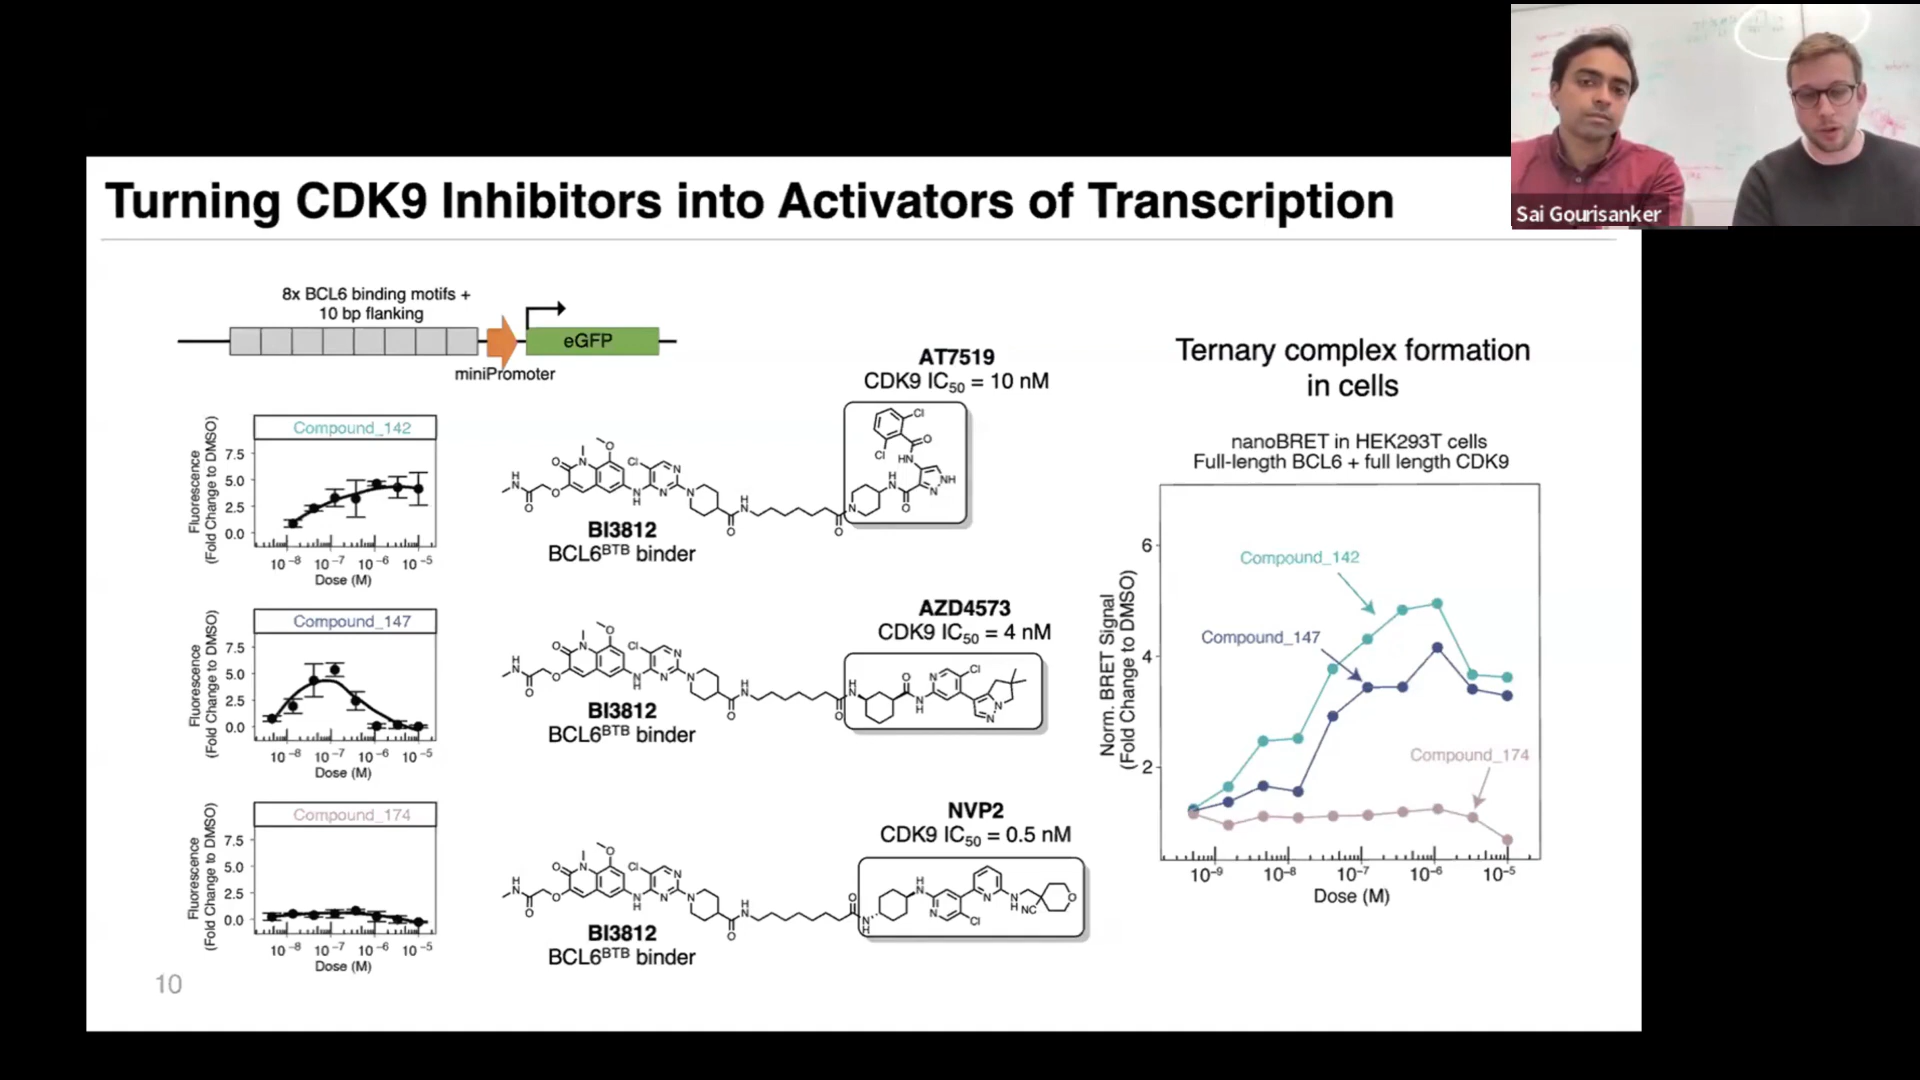 Turning CDK9 Inhibitors into Activators of Transcription
Sai Gourisanker
8x BCL6 binding motifs +
10 bp flanking
eGFP
miniPromoter
Compound_142
Fluorescence
(Fold Change to DMSO)
7.5
5.0
2.5
0.0
10⁻⁸ 10⁻⁷ 10⁻⁶ 10⁻⁵
Dose (M)
AT7519
CDK9 IC₅₀ = 10 nM
BI3812
BCL6ᴮᵀᴮ binder
Compound_147
Fluorescence
(Fold Change to DMSO)
7.5
5.0
2.5
0.0
10⁻⁸ 10⁻⁷ 10⁻⁶ 10⁻⁵
Dose (M)
AZD4573
CDK9 IC₅₀ = 4 nM
BI3812
BCL6ᴮᵀᴮ binder
Compound_174
Fluorescence
(Fold Change to DMSO)
7.5
5.0
2.5
0.0
10⁻⁸ 10⁻⁷ 10⁻⁶ 10⁻⁵
Dose (M)
NVP2
CDK9 IC₅₀ = 0.5 nM
BI3812
BCL6ᴮᵀᴮ binder
Ternary complex formation
in cells
nanoBRET in HEK293T cells
Full-length BCL6 + full length CDK9
Norm. BRET Signal
(Fold Change to DMSO)
6
4
2
Compound_142
Compound_147
Compound_174
10⁻⁹ 10⁻⁸ 10⁻⁷ 10⁻⁶ 10⁻⁵
Dose (M)
10